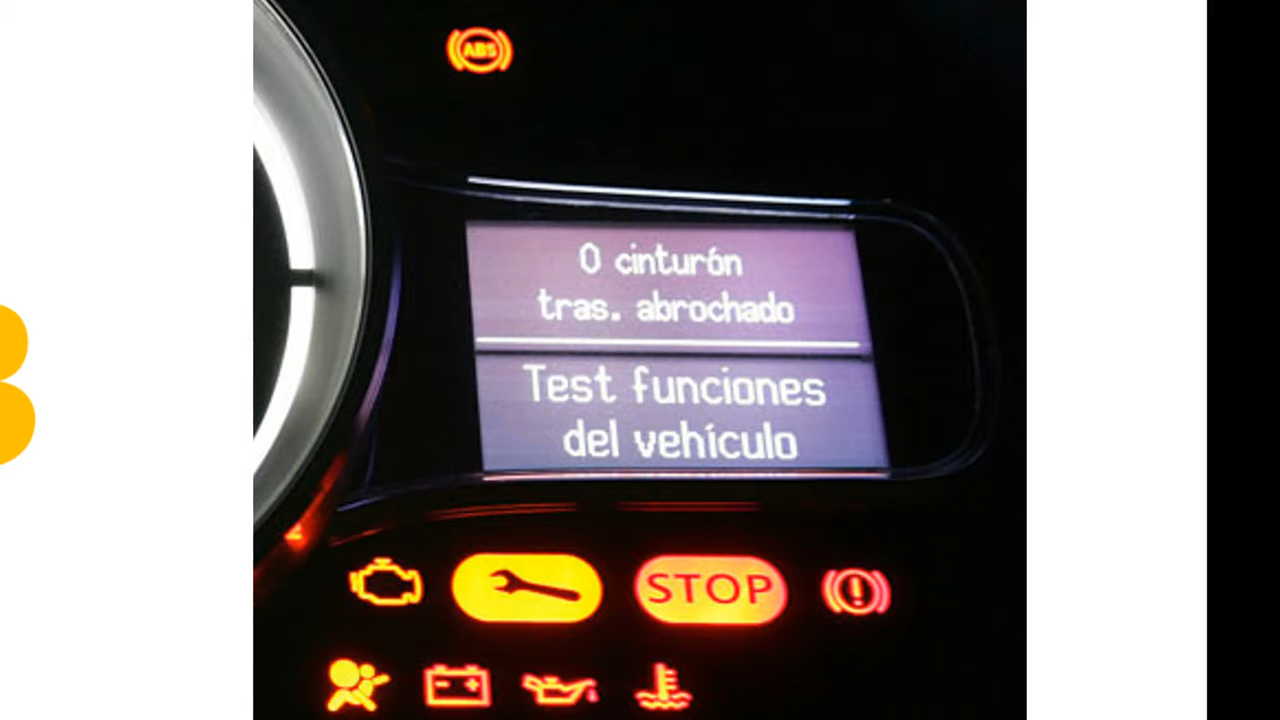 ABS
0 cinturón
tras. abrochado
Test funciones
del vehículo
STOP